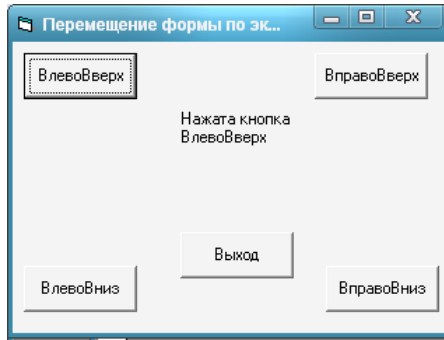 Перемещение формы по эк...
ВлевоВверх
ВправоВверх
Нажата кнопка
ВлевоВверх
Выход
ВлевоВниз
ВправоВниз